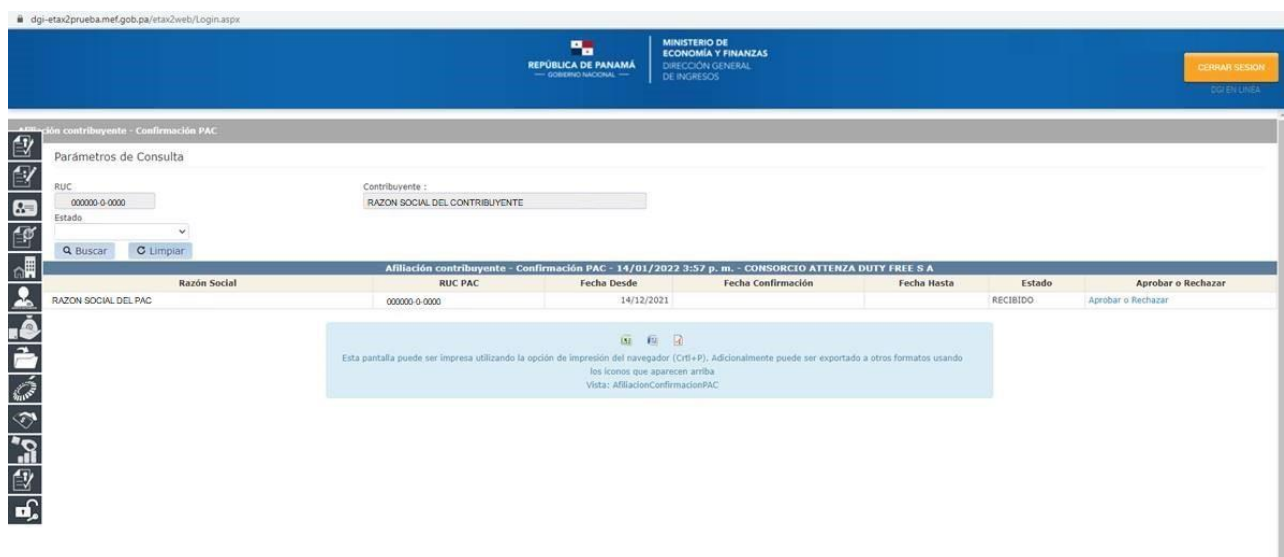 dgi-etax2prueba.mef.gob.pa/etax2web/Login.aspx
REPÚBLICA DE PANAMÁ
— GOBIERNO NACIONAL —
MINISTERIO DE
ECONOMÍA Y FINANZAS
DIRECCIÓN GENERAL
DE INGRESOS
CERRAR SESION
DGI EN LINEA
Afiliación contribuyente - Confirmación PAC
Parámetros de Consulta
RUC
Contribuyente :
000000-0-0000
RAZON SOCIAL DEL CONTRIBUYENTE
Estado
Buscar
Limpiar
Afiliación contribuyente - Confirmación PAC - 14/01/2022 3:57 p. m. - CONSORCIO ATTENZA DUTY FREE S A
Razón Social RUC PAC Fecha Desde Fecha Confirmación Fecha Hasta Estado Aprobar o Rechazar
RAZON SOCIAL DEL PAC 000000-0-0000 14/12/2021 RECIBIDO Aprobar o Rechazar
Esta pantalla puede ser impresa utilizando la opción de impresión del navegador (Crtl+P). Adicionalmente puede ser exportado a otros formatos usando
los íconos que aparecen arriba
Vista: AfiliacionConfirmacionPAC